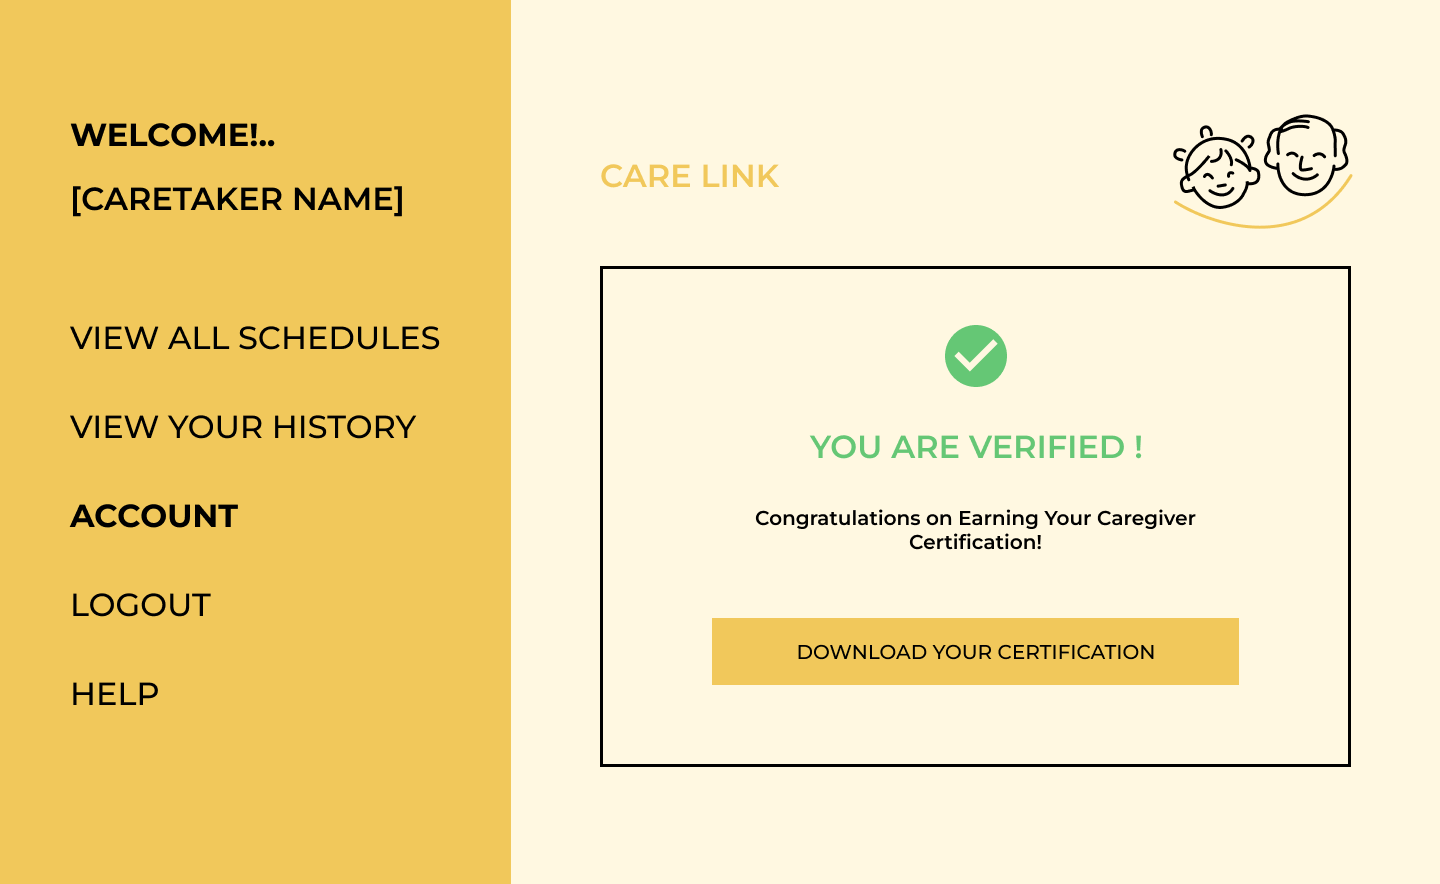 WELCOME!..
[CARETAKER NAME]
VIEW ALL SCHEDULES
VIEW YOUR HISTORY
ACCOUNT
LOGOUT
HELP
CARE LINK
YOU ARE VERIFIED !
Congratulations on Earning Your Caregiver
Certification!
DOWNLOAD YOUR CERTIFICATION